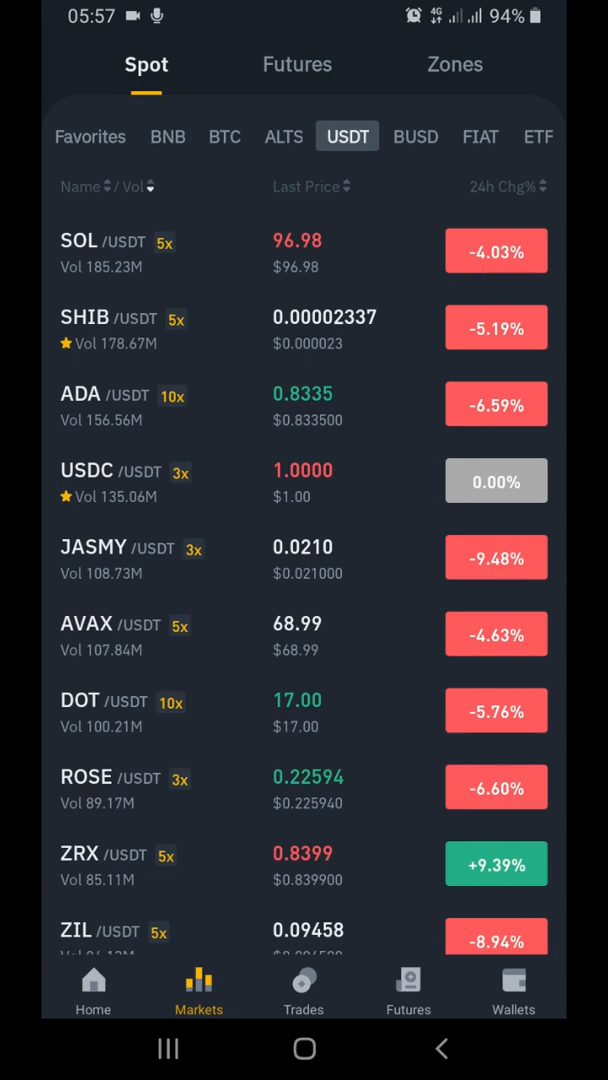 05:57 4G 94%
Spot Futures Zones
Favorites BNB BTC ALTS USDT BUSD FIAT ETF
Name / Vol Last Price 24h Chg%
SOL /USDT 5x 96.98 -4.03%
Vol 185.23M $96.98
SHIB /USDT 5x 0.00002337 -5.19%
Vol 178.67M $0.000023
ADA /USDT 10x 0.8335 -6.59%
Vol 156.56M $0.833500
USDC /USDT 3x 1.0000 0.00%
Vol 135.06M $1.00
JASMY /USDT 3x 0.0210 -9.48%
Vol 108.73M $0.021000
AVAX /USDT 5x 68.99 -4.63%
Vol 107.84M $68.99
DOT /USDT 10x 17.00 -5.76%
Vol 100.21M $17.00
ROSE /USDT 3x 0.22594 -6.60%
Vol 89.17M $0.225940
ZRX /USDT 5x 0.8399 +9.39%
Vol 85.11M $0.839900
ZIL /USDT 5x 0.09458 -8.94%
Home Markets Trades Futures Wallets